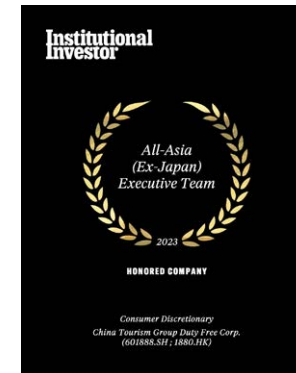 Institutional
Investor
All-Asia
(Ex-Japan)
Executive Team
2023
HONORED COMPANY
Consumer Discretionary
China Tourism Group Duty Free Corp.
(601888.SH ; 1880.HK)